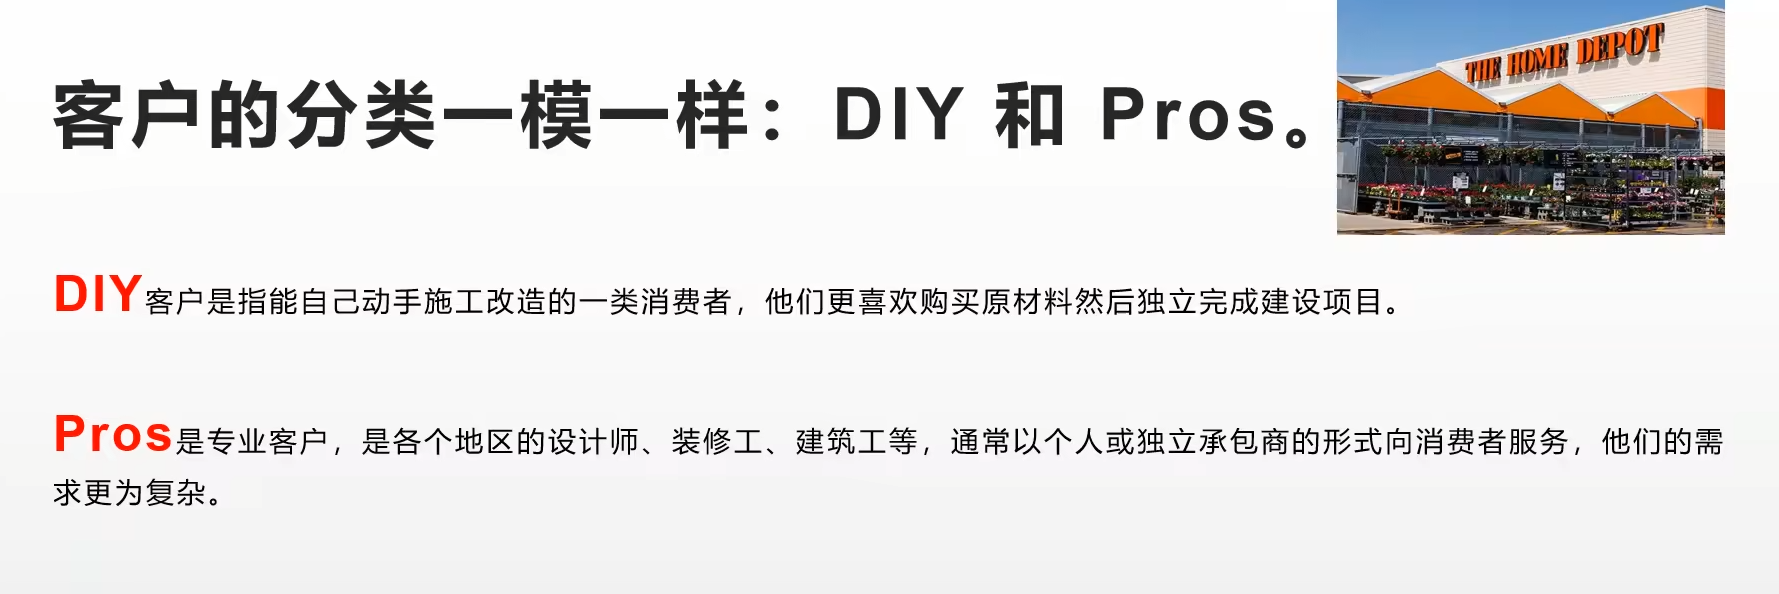 客户的分类一模一样：DIY 和 Pros。
THE HOME DEPOT
DIY客户是指能自己动手施工改造的一类消费者，他们更喜欢购买原材料然后独立完成建设项目。
Pros是专业客户，是各个地区的设计师、装修工、建筑工等，通常以个人或独立承包商的形式向消费者服务，他们的需
求更为复杂。